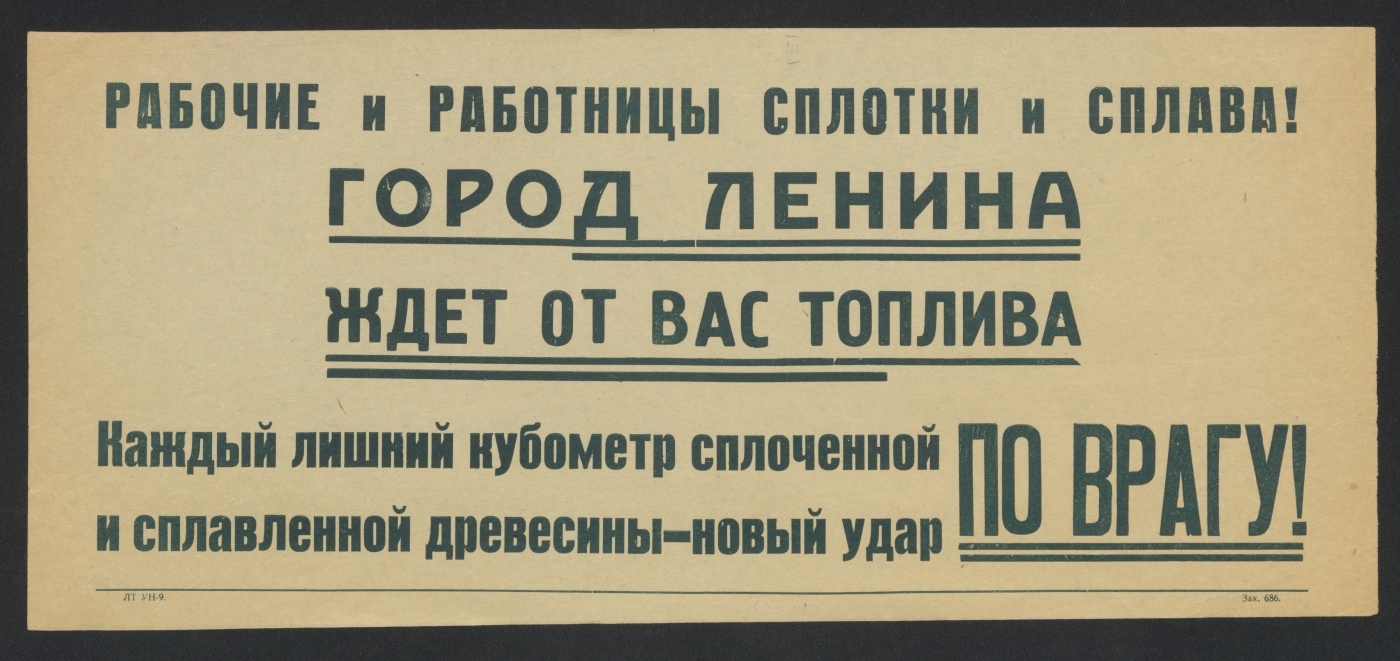 РАБОЧИЕ и РАБОТНИЦЫ СПЛОТКИ и СПЛАВА!
ГОРОД ЛЕНИНА
ЖДЕТ ОТ ВАС ТОПЛИВА
Каждый лишний кубометр сплоченной
и сплавленной древесины—новый удар
ПО ВРАГУ!
ЛТ УН-9.
Зак. 686.